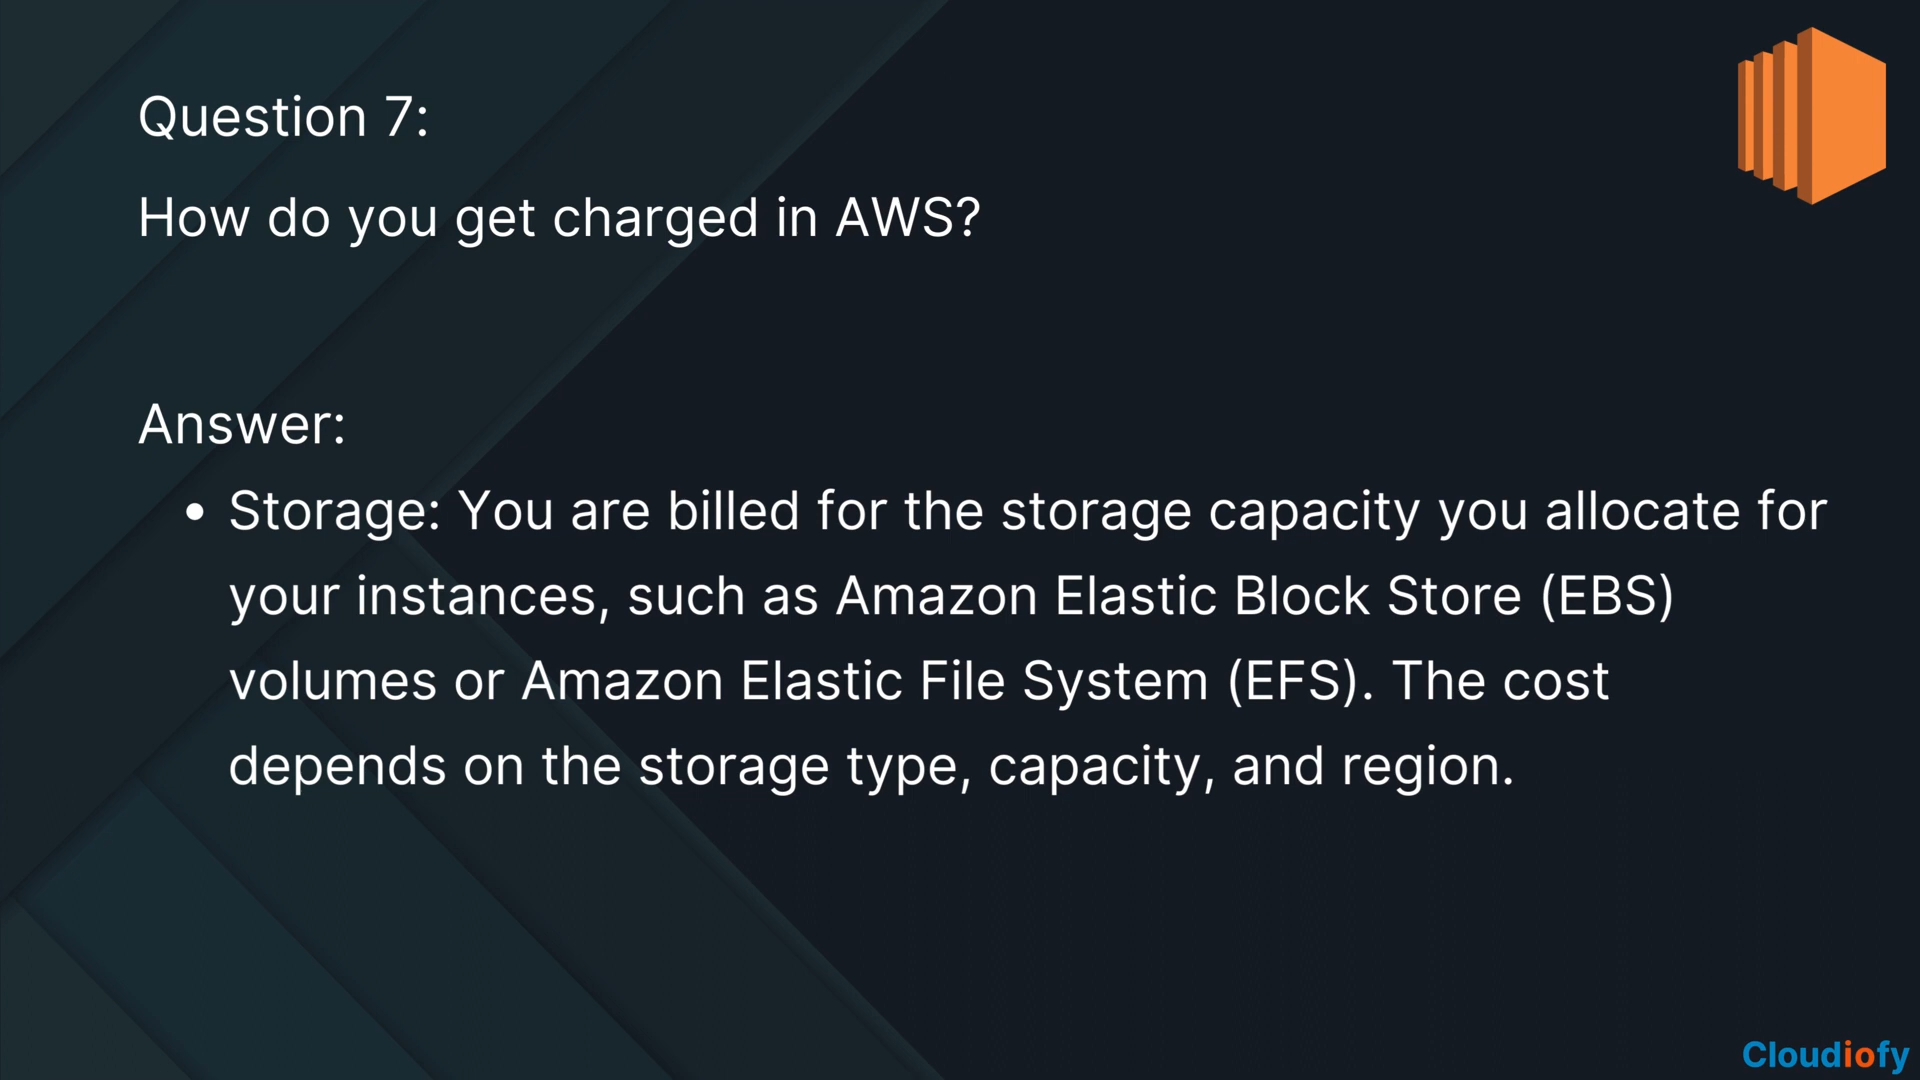 Question 7:
How do you get charged in AWS?
Answer:
• Storage: You are billed for the storage capacity you allocate for
your instances, such as Amazon Elastic Block Store (EBS)
volumes or Amazon Elastic File System (EFS). The cost
depends on the storage type, capacity, and region.
Cloudiofy